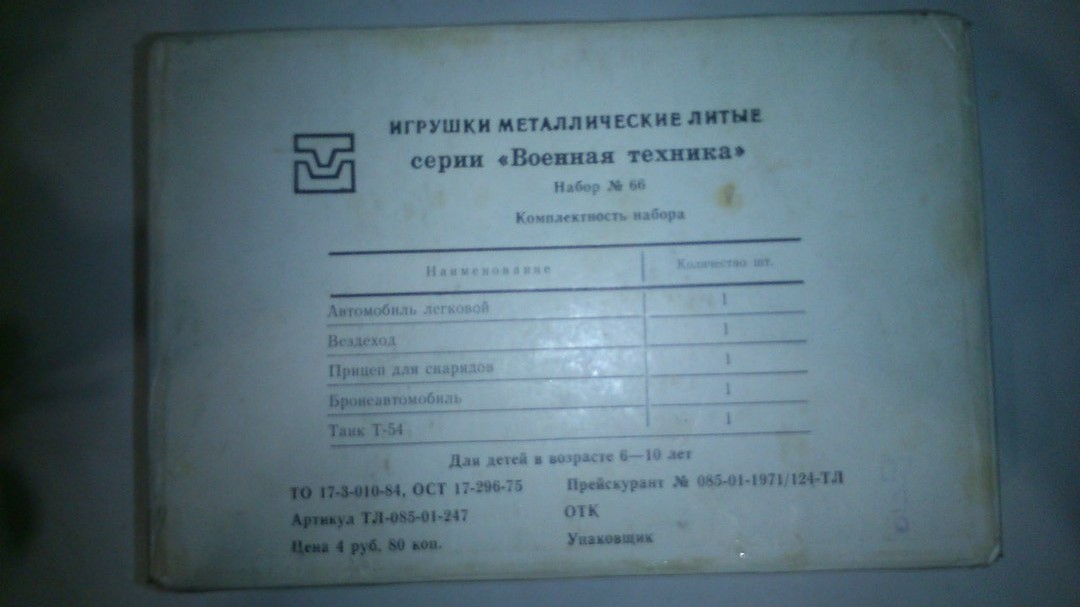 ИГРУШКИ МЕТАЛЛИЧЕСКИЕ ЛИТЫЕ
серии «Военная техника»
Набор № 66
Комплектность набора
Наименование Количество шт.
Автомобиль легковой 1
Вездеход 1
Прицеп для снарядов 1
Бронеавтомобиль 1
Танк Т-54 1
Для детей в возрасте 6—10 лет
ТО 17-3-010-84, ОСТ 17-296-75 Прейскурант № 085-01-1971/124-ТЛ
Артикул ТЛ-085-01-247 ОТК
Цена 4 руб. 80 коп. Упаковщик